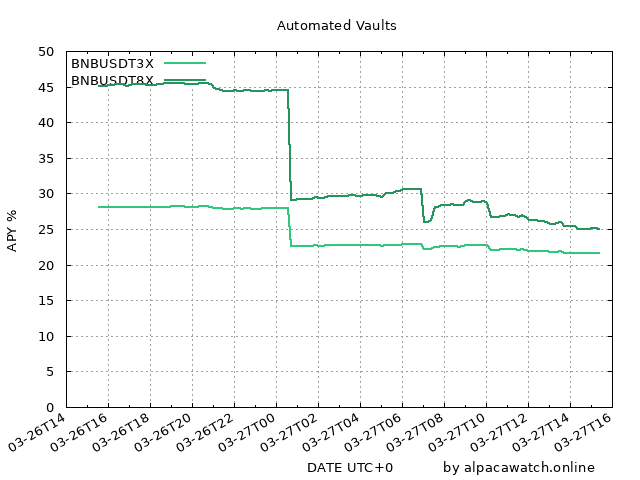 Automated Vaults
BNBUSDT3X
BNBUSDT8X
50
45
40
35
30
25
20
15
10
5
0
APY %
03-26T14
03-26T16
03-26T18
03-26T20
03-26T22
03-27T00
03-27T02
03-27T04
03-27T06
03-27T08
03-27T10
03-27T12
03-27T14
03-27T16
DATE UTC+0
by alpacawatch.online